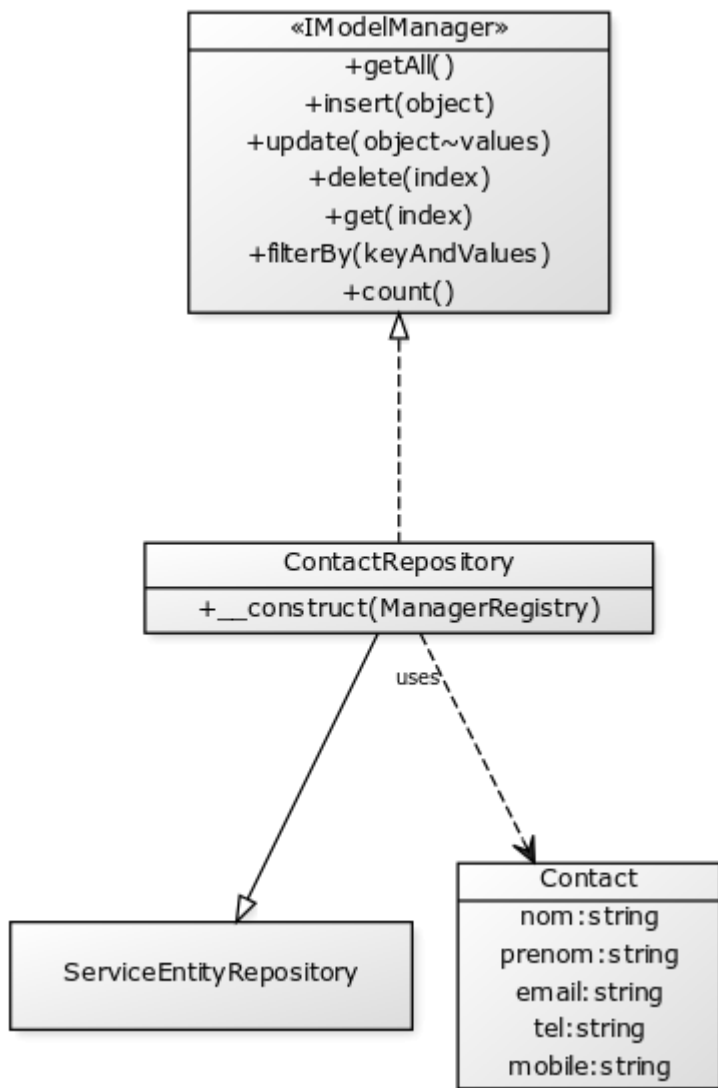 «IModelManager»
+getAll()
+insert(object)
+update(object~values)
+delete(index)
+get(index)
+filterBy(keyAndValues)
+count()
ContactRepository
+__construct(ManagerRegistry)
uses
Contact
nom:string
prenom:string
email:string
tel:string
mobile:string
ServiceEntityRepository